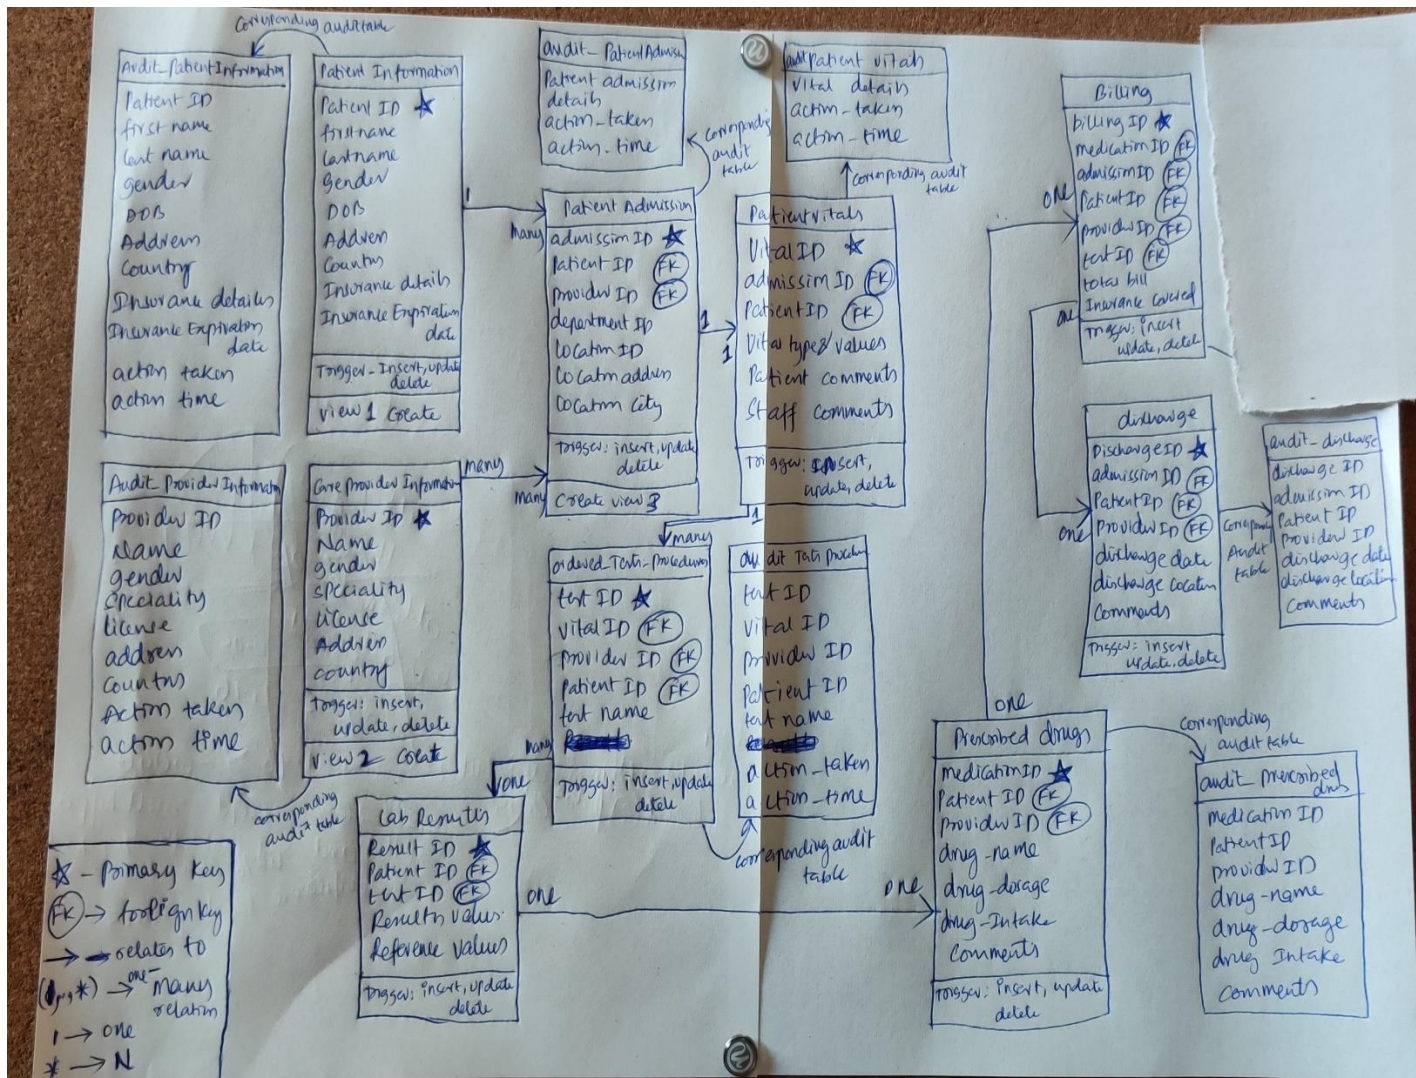 corresponding audit table
Audit_PatientInformation
Patient ID
first name
last name
gender
DOB
Address
Country
Insurance details
Insurance Expiration
date
action taken
action time
Patient Information
Patient ID ★
firstname
lastname
Gender
DOB
Address
Country
Insurance details
Insurance Expiration
date
Trigger - Insert, update
delete
view 1 Create
1
many
audit_PatientAdmiss
Patient admission
details
action_taken
action_time
corresponding
audit
table
Patient Admission
admission ID ★
Patient ID FK
Provider ID FK
department ID
location ID
location address
location City
Trigger: insert, update
delete
Create view 3
1
1
audit Patient vitals
Vital details
action_taken
action_time
corresponding audit
table
Patient vitals
Vital ID ★
admission ID FK
Patient ID FK
Vital types/values
Patient comments
Staff comments
Trigger: Insert,
update, delete
1
many
Billing
billing ID ★
medication ID FK
admission ID FK
Patient ID FK
Provider ID FK
test ID FK
total bill
Insurance Covered
Trigger: insert
update, delete
one
one
discharge
Discharge ID ★
admission ID FK
Patient ID FK
Provider ID FK
discharge date
discharge location
Comments
Trigger: insert
update, delete
one
Audit
table
audit_discharge
discharge ID
admission ID
Patient ID
Provider ID
discharge date
discharge location
Comments
Audit_Provider Information
Provider ID
Name
gender
Speciality
license
address
Country
Action taken
action time
Care Provider Information
Provider ID ★
Name
gender
Speciality
license
Address
country
Trigger: insert,
update, delete
view 2 Create
many
many
corresponding
audit table
ordered_Tests_Procedures
test ID ★
Vital ID FK
Provider ID FK
Patient ID FK
test name
Trigger: insert, update
delete
many
one
audit Tests procedure
test ID
Vital ID
Provider ID
Patient ID
test name
action_taken
action_time
corresponding audit
table
Lab Results
Result ID ★
Patient ID FK
test ID FK
Results values
Reference values
Trigger: insert, update
delete
one
one
one
Prescribed drugs
medication ID ★
Patient ID FK
Provider ID FK
drug-name
drug-dosage
drug-Intake
Comments
Trigger: insert, update
delete
corresponding
audit table
audit_prescribed
drugs
Medication ID
Patient ID
Provider ID
drug-name
drug-dosage
drug Intake
Comments
★ - Primary Key
FK → foreign key
→ - relates to
→ one-many
relation
1 → one
* → N